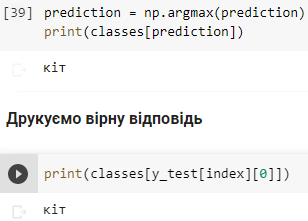 [39] prediction = np.argmax(prediction)
print(classes[prediction])
кіт
Друкуємо вірну відповідь
print(classes[y_test[index][0]])
кіт